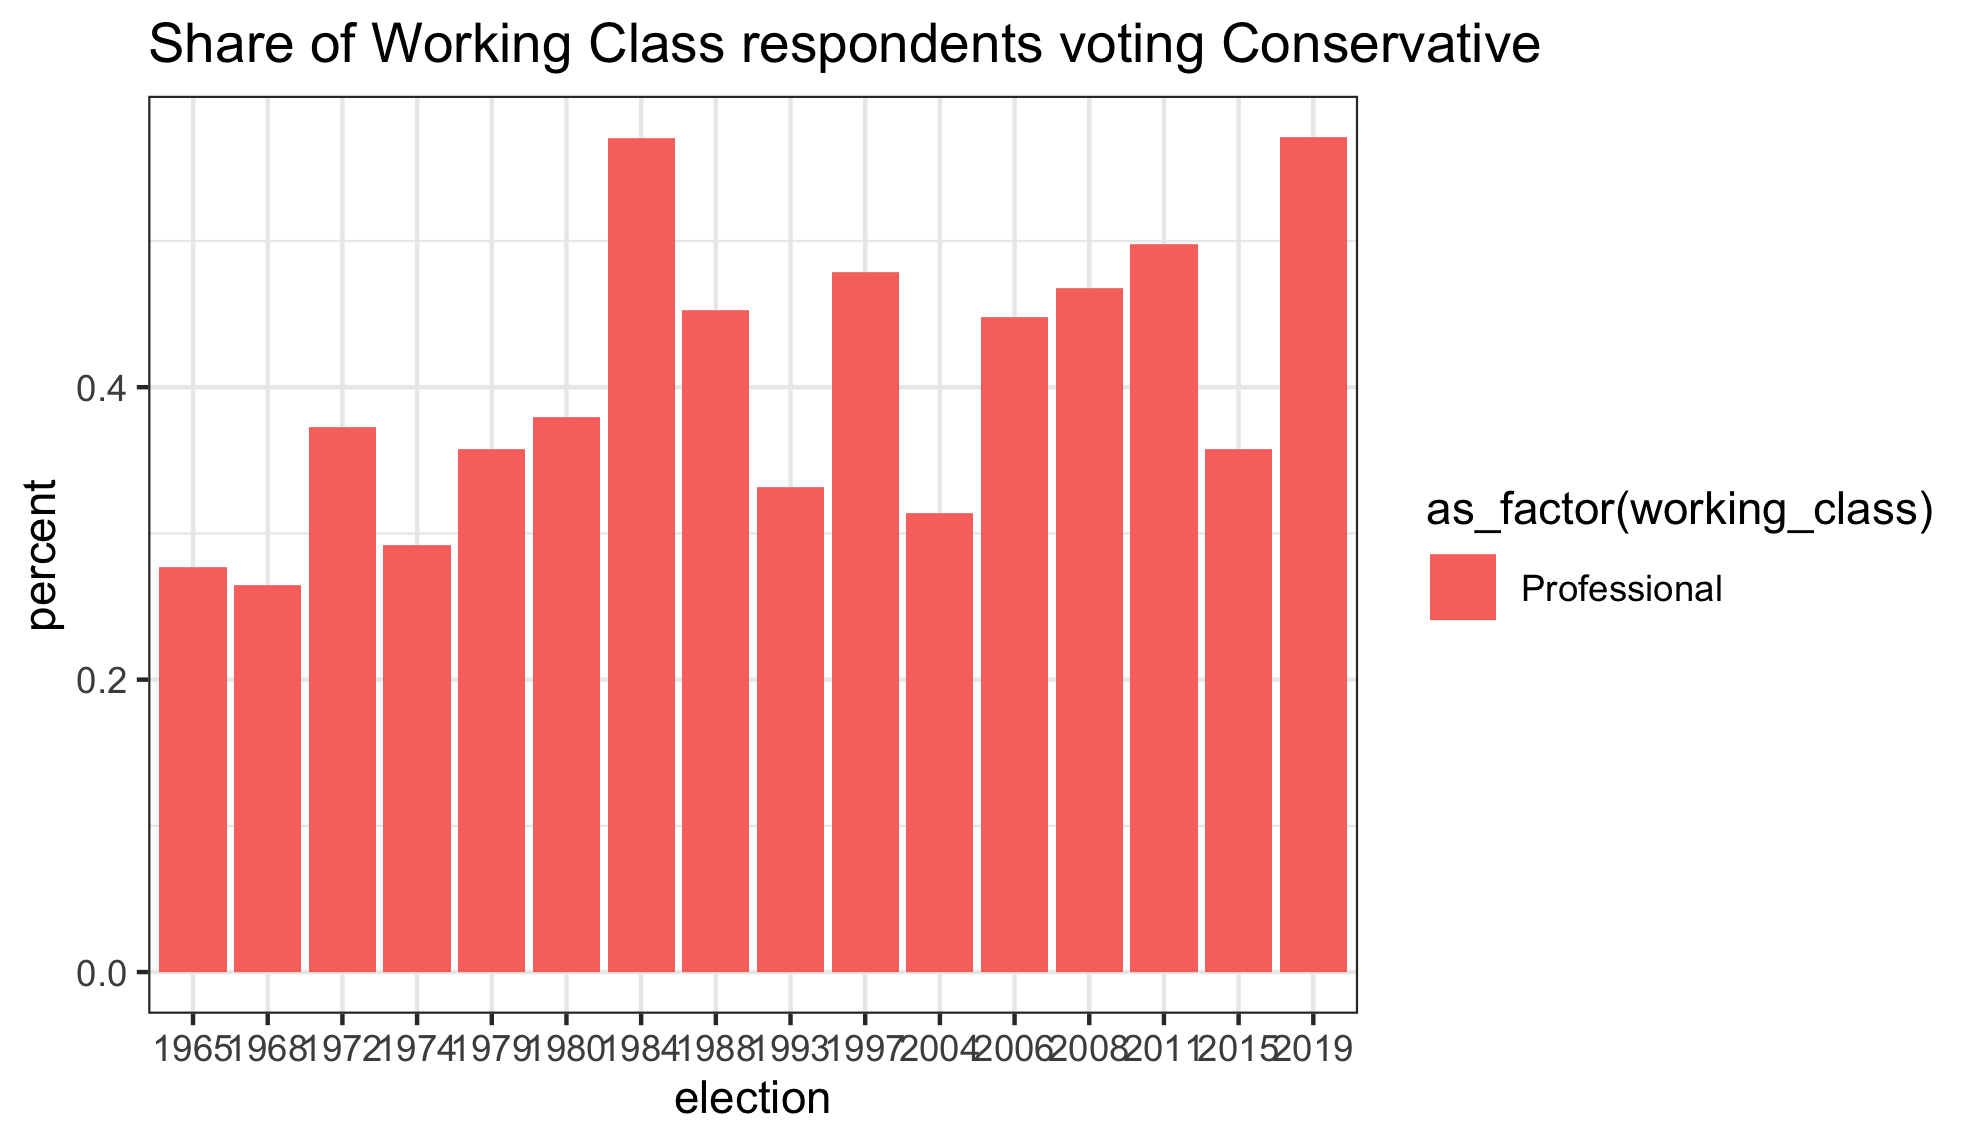 Share of Working Class respondents voting Conservative
percent
0.4
0.2
0.0
1965 1968 1972 1974 1979 1980 1984 1988 1993 1997 2004 2006 2008 2011 2015 2019
election
as_factor(working_class)
Professional